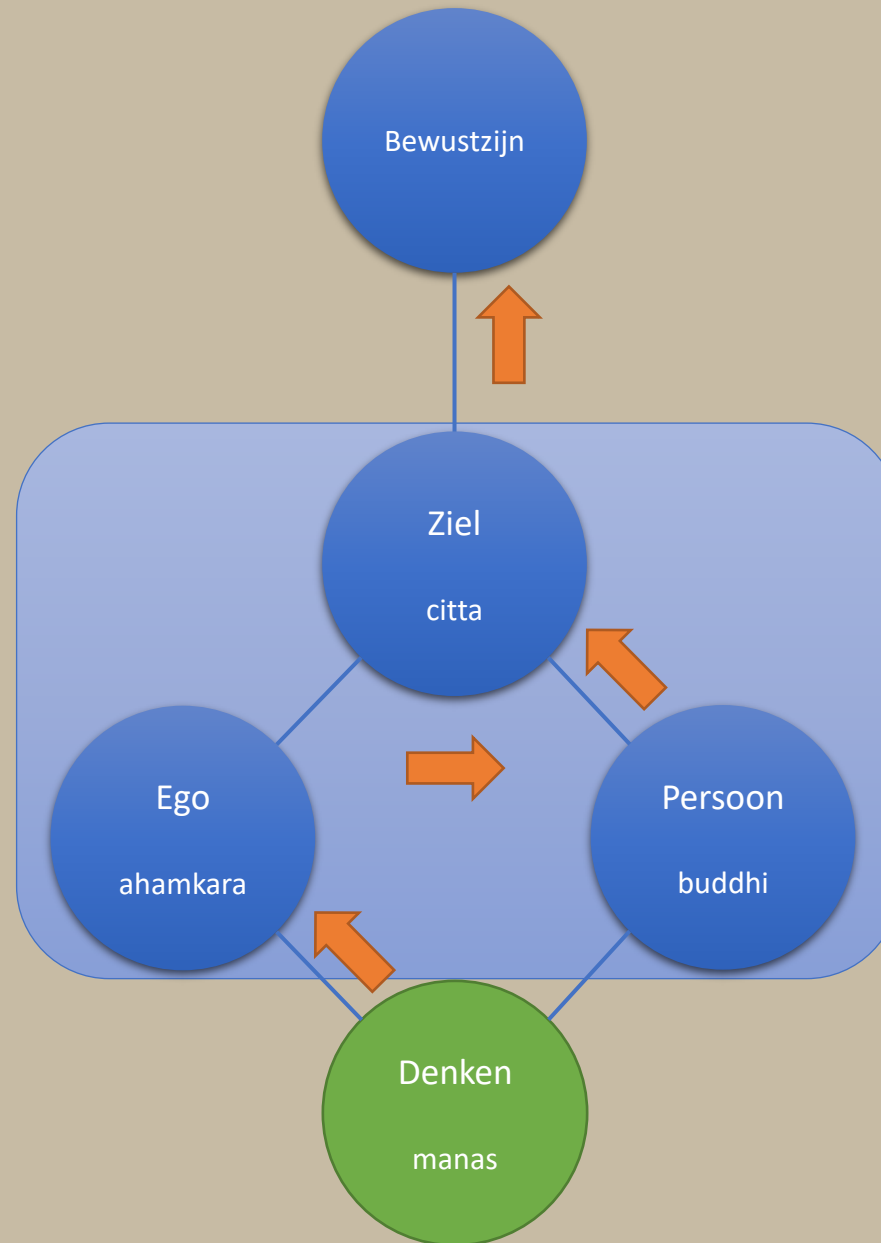 Bewustzijn
Ziel
citta
Ego
ahamkara
Persoon
buddhi
Denken
manas